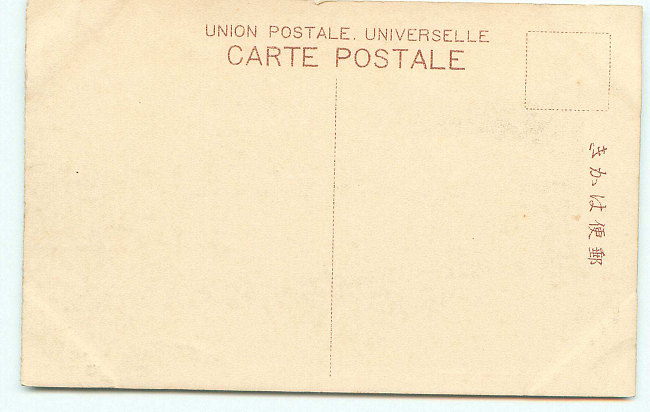 UNION POSTALE. UNIVERSELLE
CARTE POSTALE
きかは便郵